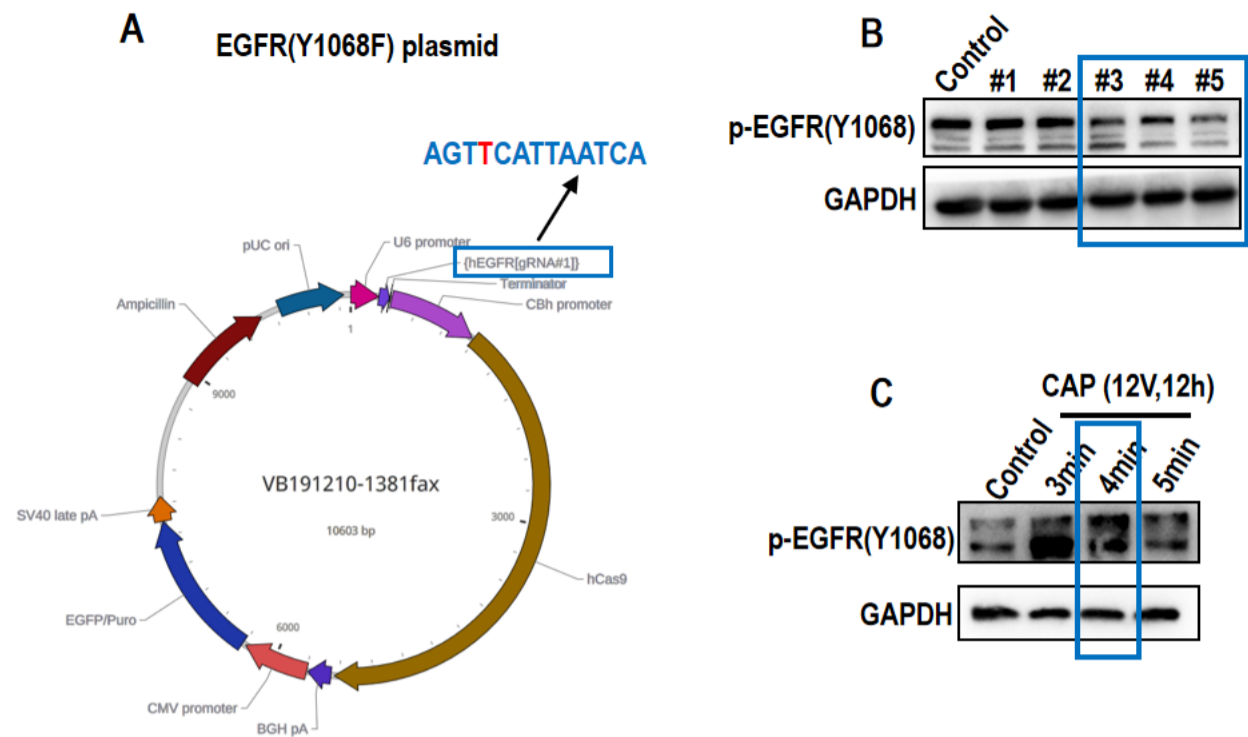 A
EGFR(Y1068F) plasmid
AGTTCATTAATCA
pUC ori
U6 promoter
{hEGFR[gRNA#1]}
Terminator
CBh promoter
Ampicillin
1
9000
VB191210-1381fax
10603 bp
3000
SV40 late pA
hCas9
EGFP/Puro
6000
CMV promoter
BGH pA
B
Control #1 #2 #3 #4 #5
p-EGFR(Y1068)
GAPDH
C
CAP (12V,12h)
Control 3min 4min 5min
p-EGFR(Y1068)
GAPDH